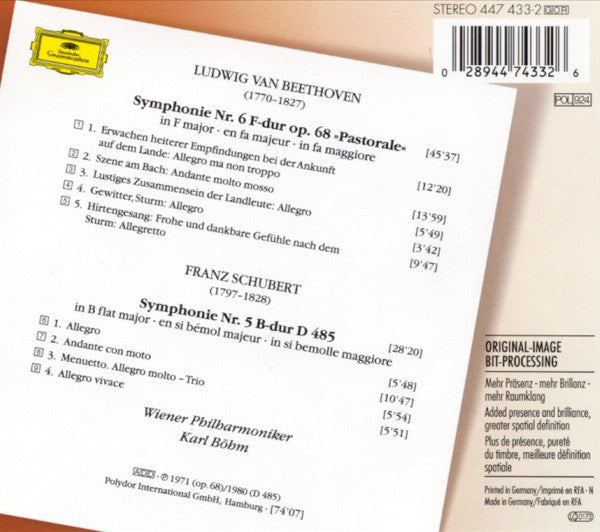 STEREO 447 433-2 GOR
Deutsche
Grammophon
0 28944 74332 6
POL 924
LUDWIG VAN BEETHOVEN
(1770-1827)
Symphonie Nr. 6 F-dur op. 68 »Pastorale« [45'37]
in F major · en fa majeur · in fa maggiore
1 1. Erwachen heiterer Empfindungen bei der Ankunft
auf dem Lande: Allegro ma non troppo [12'20]
2 2. Szene am Bach: Andante molto mosso [13'59]
3 3. Lustiges Zusammensein der Landleute: Allegro [5'49]
4 4. Gewitter, Sturm: Allegro [3'42]
5 5. Hirtengesang: Frohe und dankbare Gefühle nach dem
Sturm: Allegretto [9'47]
FRANZ SCHUBERT
(1797-1828)
Symphonie Nr. 5 B-dur D 485 [28'20]
in B flat major · en si bémol majeur · in si bemolle maggiore
6 1. Allegro [5'48]
7 2. Andante con moto [10'47]
8 3. Menuetto. Allegro molto – Trio [5'54]
9 4. Allegro vivace [5'51]
Wiener Philharmoniker
Karl Böhm
ADD · ℗ 1971 (op. 68)/1980 (D 485)
Polydor International GmbH, Hamburg · [74'07]
ORIGINAL-IMAGE
BIT-PROCESSING
Mehr Präsenz - mehr Brillanz -
mehr Raumklang
Added presence and brilliance,
greater spatial definition
Plus de présence, pureté
du timbre, meilleure définition
spatiale
Printed in Germany/Imprimé en RFA - N
Made in Germany/Fabriqué en RFA